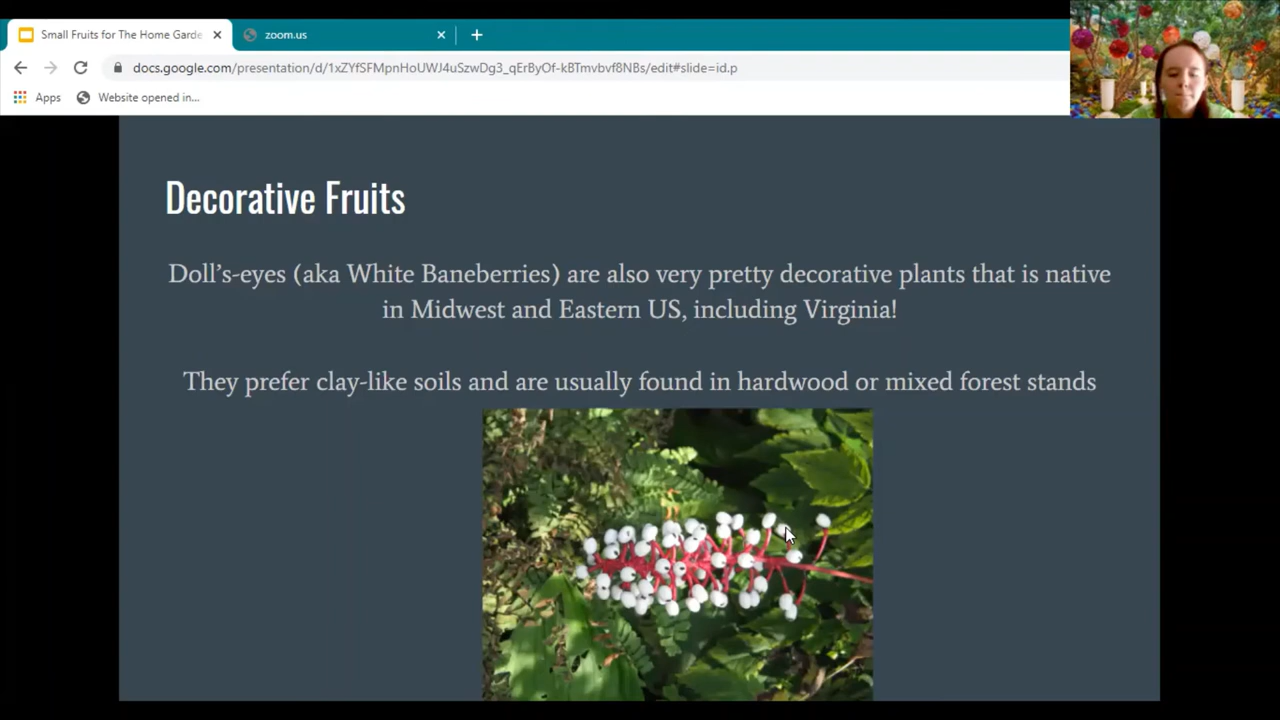 Small Fruits for The Home Garde
zoom.us
docs.google.com/presentation/d/1xZYfSFMpnHoUWJ4uSzwDg3_qErByOf-kBTmvbvf8NBs/edit#slide=id.p
Apps
Website opened in...
Decorative Fruits
Doll's-eyes (aka White Baneberries) are also very pretty decorative plants that is native
in Midwest and Eastern US, including Virginia!
They prefer clay-like soils and are usually found in hardwood or mixed forest stands